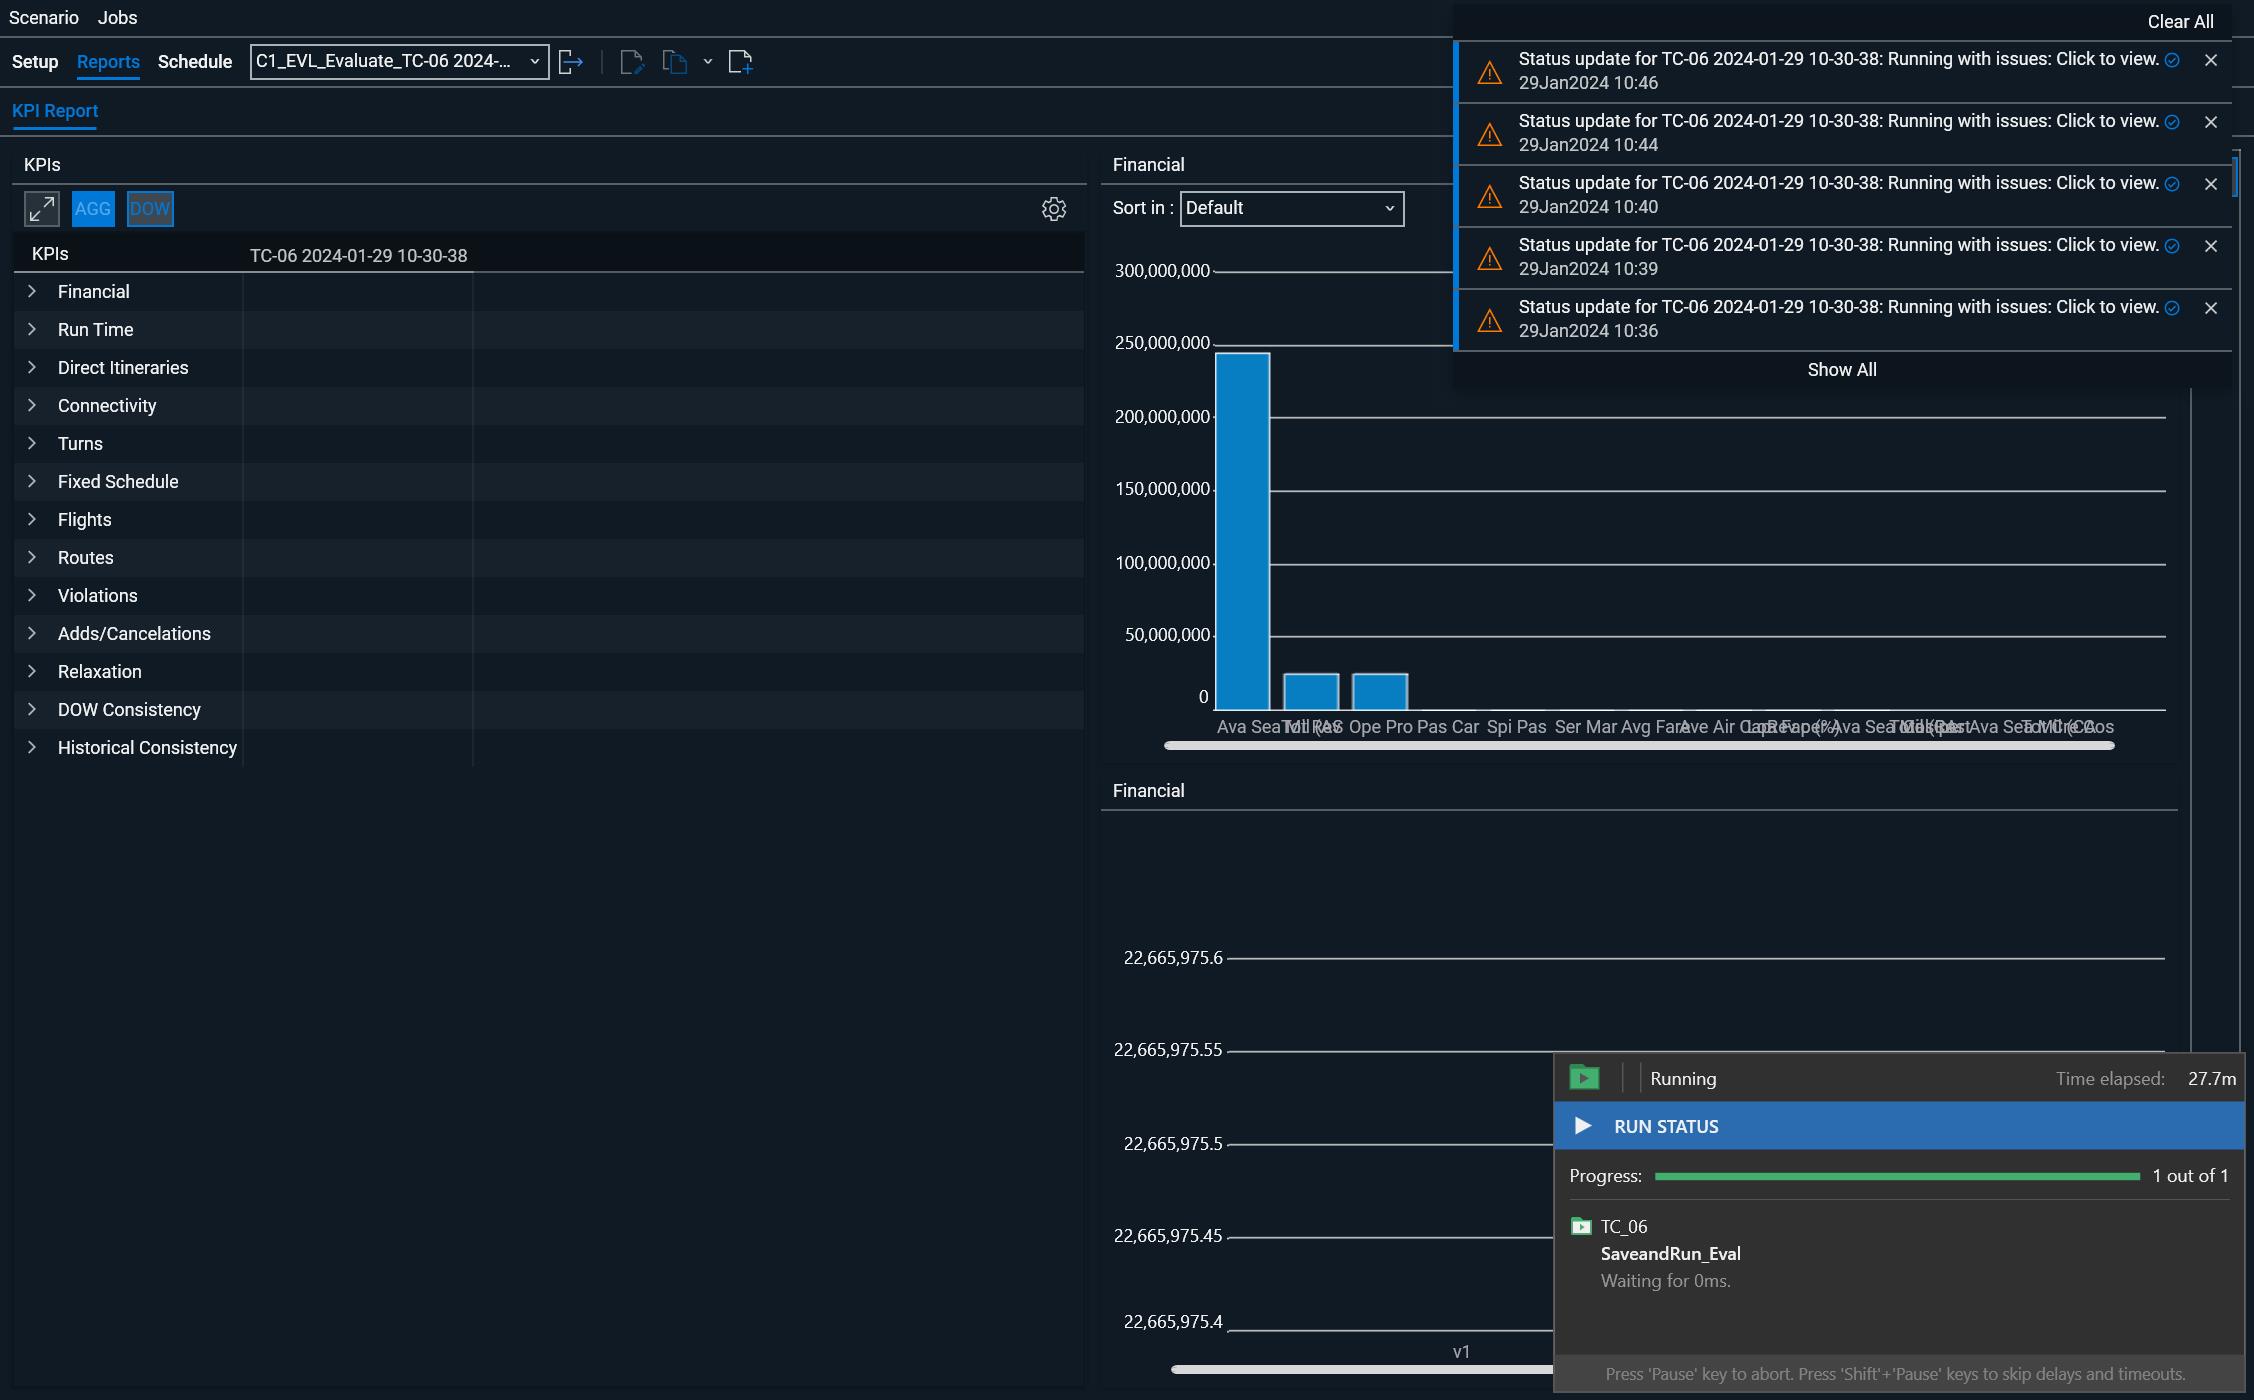 Scenario Jobs
Clear All
Setup Reports Schedule C1_EVL_Evaluate_TC-06 2024-...
Status update for TC-06 2024-01-29 10-30-38: Running with issues: Click to view.
29Jan2024 10:46
Status update for TC-06 2024-01-29 10-30-38: Running with issues: Click to view.
29Jan2024 10:44
Status update for TC-06 2024-01-29 10-30-38: Running with issues: Click to view.
29Jan2024 10:40
Status update for TC-06 2024-01-29 10-30-38: Running with issues: Click to view.
29Jan2024 10:39
Status update for TC-06 2024-01-29 10-30-38: Running with issues: Click to view.
29Jan2024 10:36
Show All
KPI Report
KPIs
AGG DOW
KPIs TC-06 2024-01-29 10-30-38
Financial
Run Time
Direct Itineraries
Connectivity
Turns
Fixed Schedule
Flights
Routes
Violations
Adds/Cancelations
Relaxation
DOW Consistency
Historical Consistency
Financial
Sort in : Default
300,000,000
250,000,000
200,000,000
150,000,000
100,000,000
50,000,000
0
Ava Sea Ope Pro Pas Car Spi Pas Ser Mar Avg Fare Ave Air Ava Sea Ava Sea
Financial
22,665,975.6
22,665,975.55
22,665,975.5
22,665,975.45
22,665,975.4
v1
Running Time elapsed: 27.7m
RUN STATUS
Progress: 1 out of 1
TC_06
SaveandRun_Eval
Waiting for 0ms.
Press 'Pause' key to abort. Press 'Shift'+'Pause' keys to skip delays and timeouts.